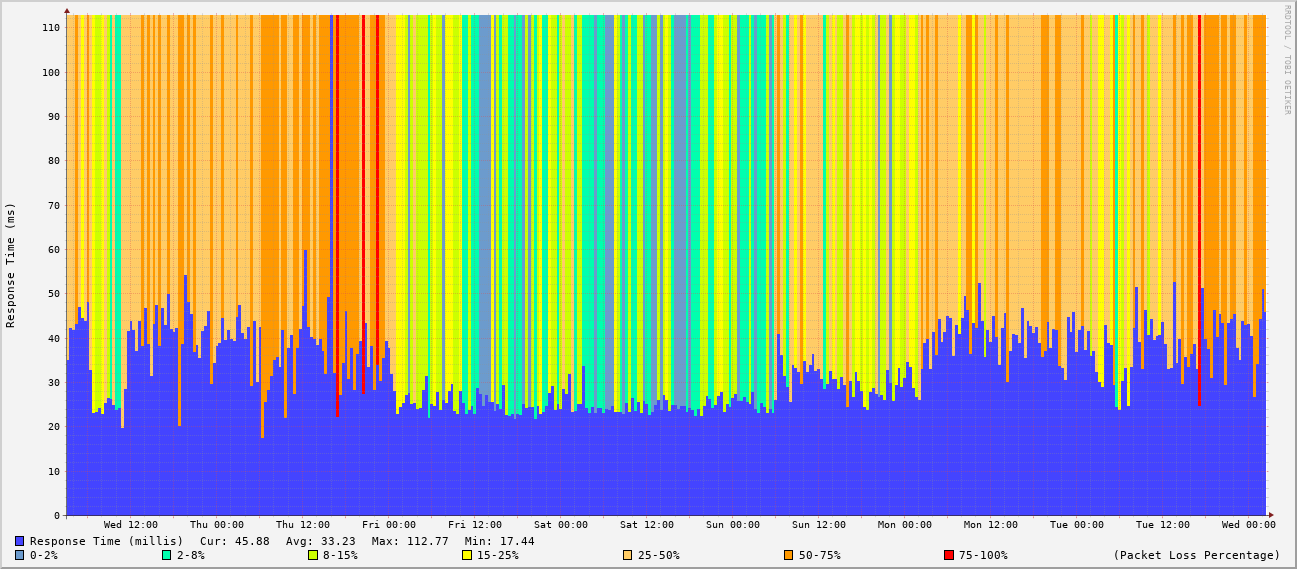 RRDTOOL / TOBI OETIKER
Response Time (ms)
110
100
90
80
70
60
50
40
30
20
10
0
Wed 12:00 Thu 00:00 Thu 12:00 Fri 00:00 Fri 12:00 Sat 00:00 Sat 12:00 Sun 00:00 Sun 12:00 Mon 00:00 Mon 12:00 Tue 00:00 Tue 12:00 Wed 00:00
Response Time (millis) Cur: 45.88 Avg: 33.23 Max: 112.77 Min: 17.44
0-2% 2-8% 8-15% 15-25% 25-50% 50-75% 75-100% (Packet Loss Percentage)